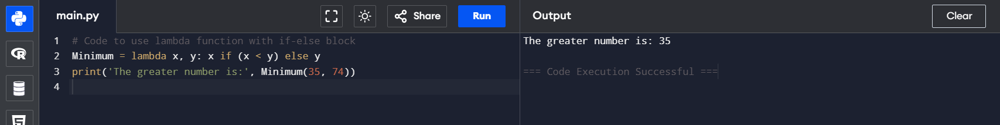 main.py
Share
Run
Output
Clear
1 # Code to use lambda function with if-else block
2 Minimum = lambda x, y: x if (x < y) else y
3 print('The greater number is:', Minimum(35, 74))
4
The greater number is: 35
=== Code Execution Successful ===